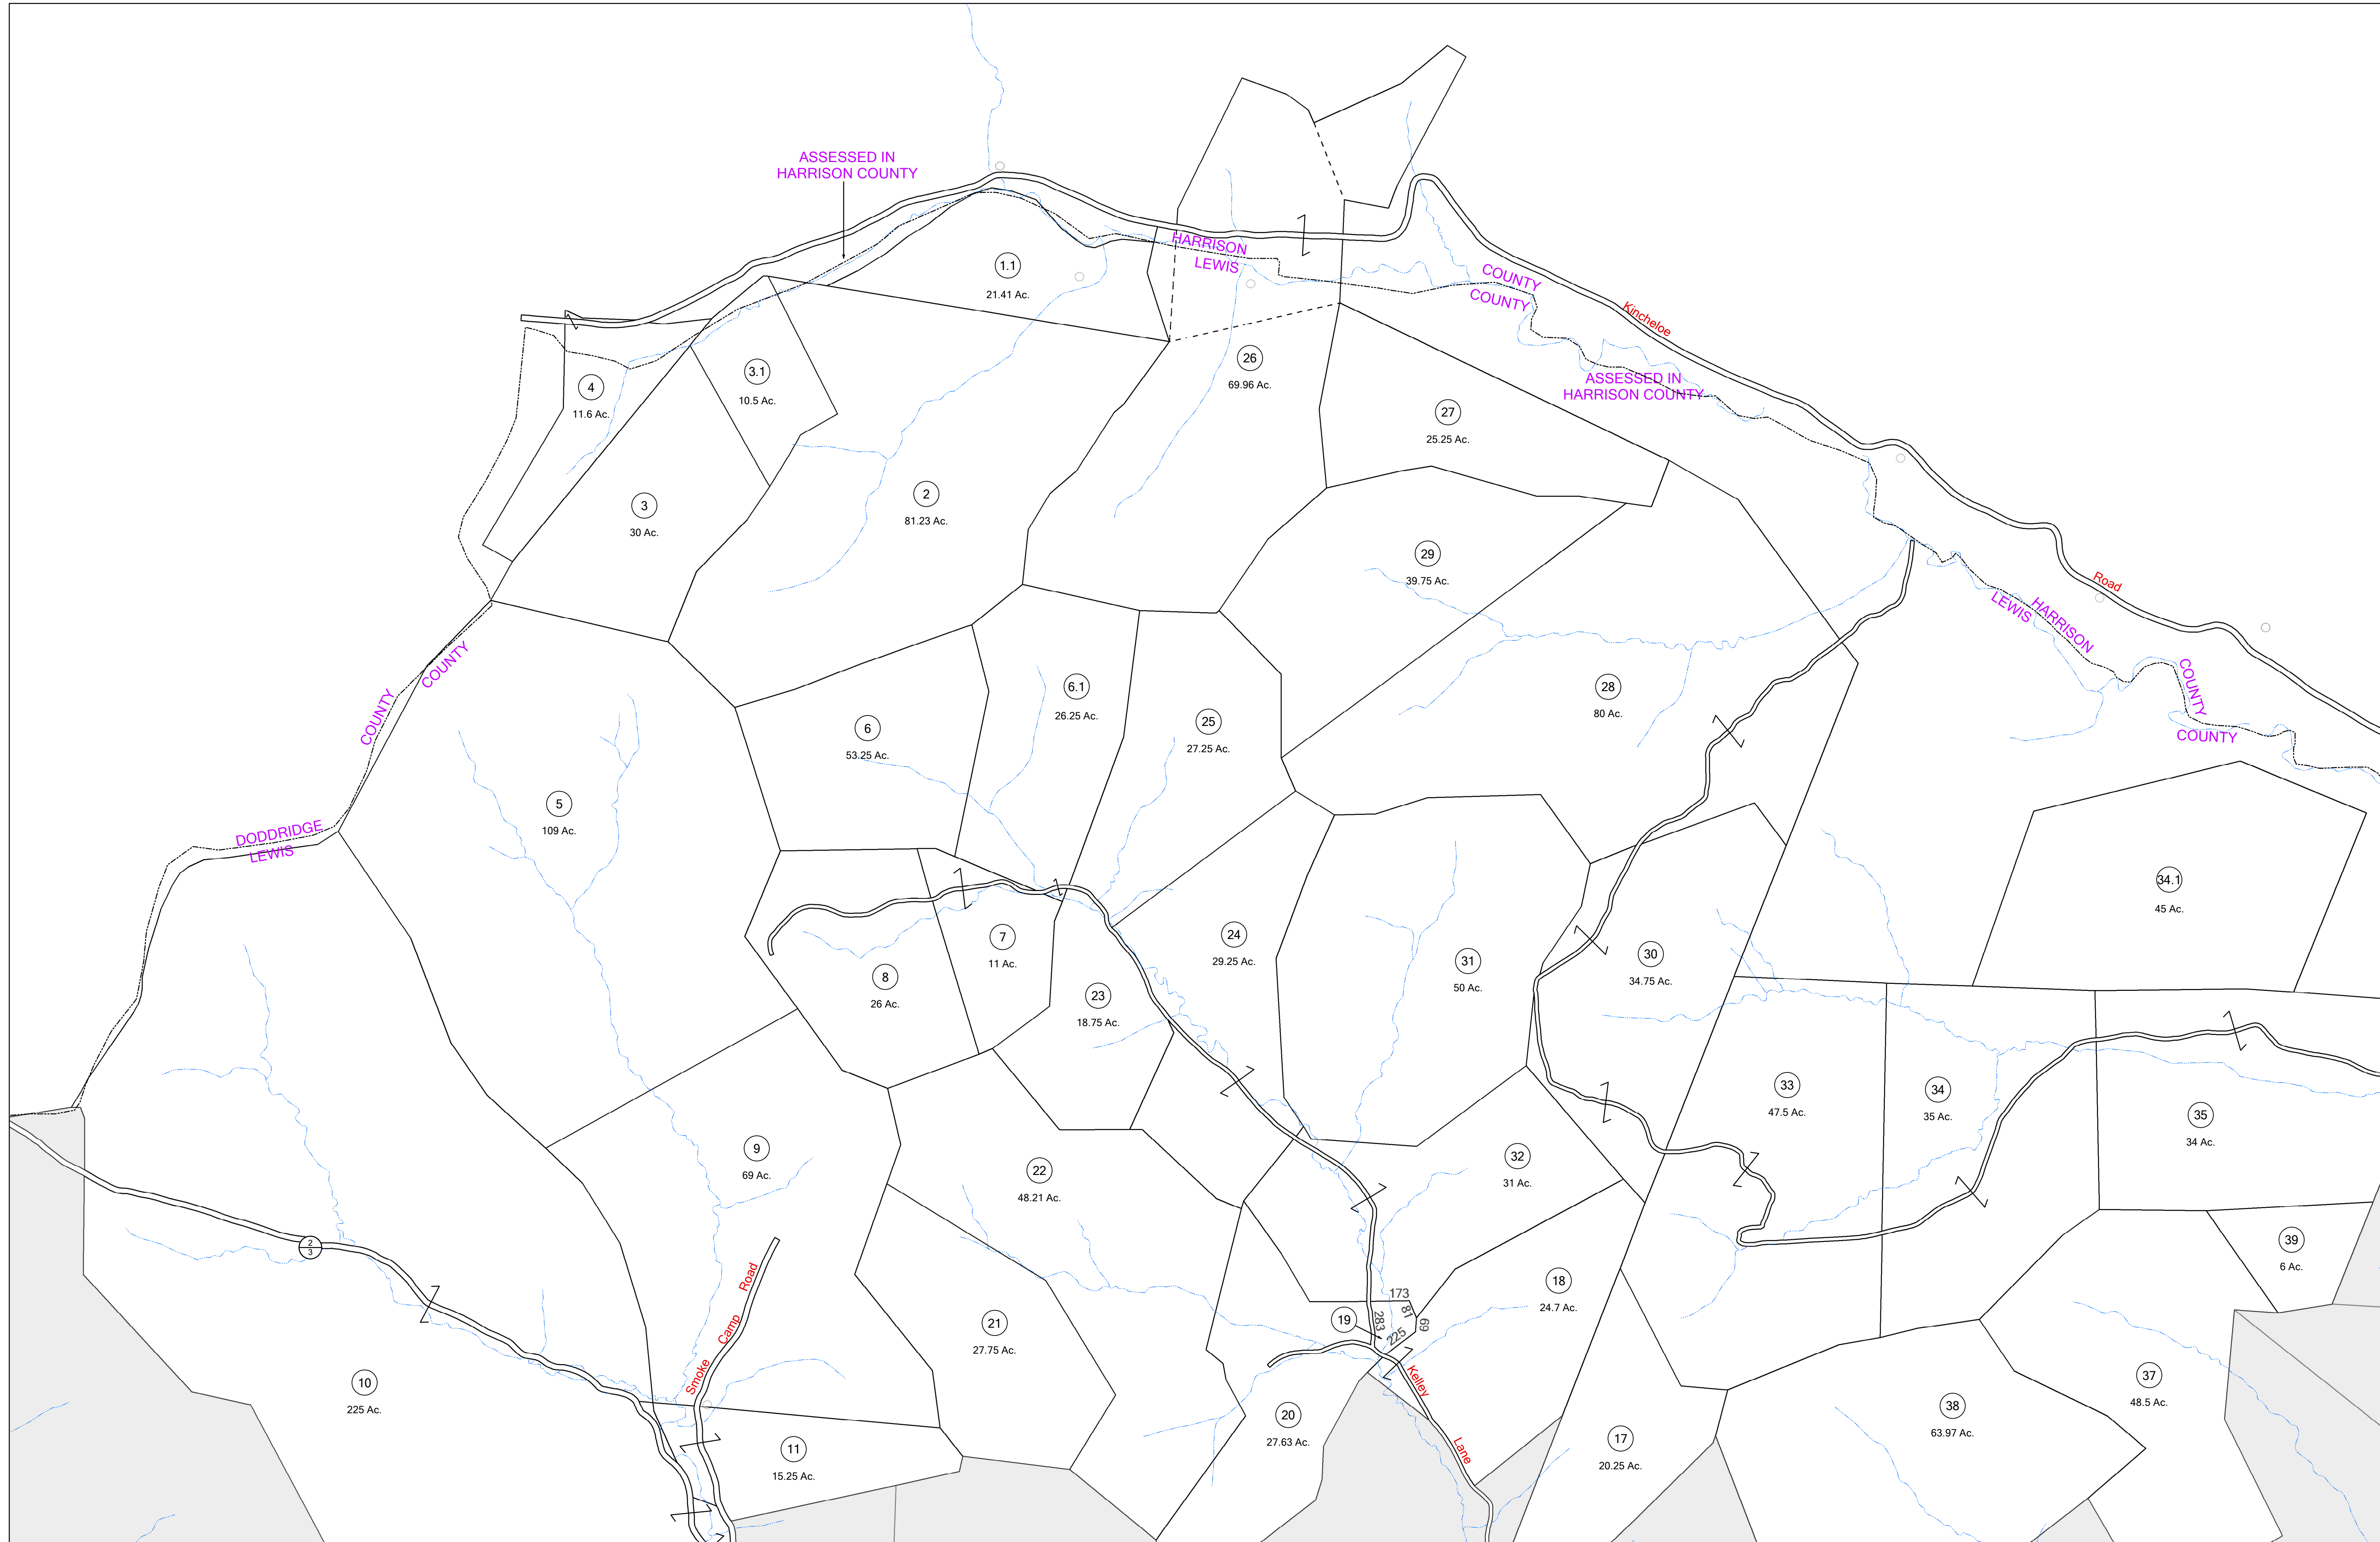 ASSESSED IN
HARRISON COUNTY
HARRISON
LEWIS
COUNTY
COUNTY
Kincheloe
ASSESSED IN
HARRISON COUNTY
Road
HARRISON
LEWIS
COUNTY
COUNTY
1.1
21.41 Ac.
26
69.96 Ac.
4
11.6 Ac.
3.1
10.5 Ac.
27
25.25 Ac.
3
30 Ac.
2
81.23 Ac.
29
39.75 Ac.
COUNTY
COUNTY
DODDRIDGE
LEWIS
6
53.25 Ac.
6.1
26.25 Ac.
25
27.25 Ac.
28
80 Ac.
5
109 Ac.
34.1
45 Ac.
8
26 Ac.
7
11 Ac.
23
18.75 Ac.
24
29.25 Ac.
31
50 Ac.
30
34.75 Ac.
33
47.5 Ac.
34
35 Ac.
35
34 Ac.
9
69 Ac.
22
48.21 Ac.
32
31 Ac.
2
3
39
6 Ac.
18
24.7 Ac.
173
81
69
283
225
19
21
27.75 Ac.
Smoke Camp Road
10
225 Ac.
Kelley
Lane
37
48.5 Ac.
20
27.63 Ac.
38
63.97 Ac.
11
15.25 Ac.
17
20.25 Ac.